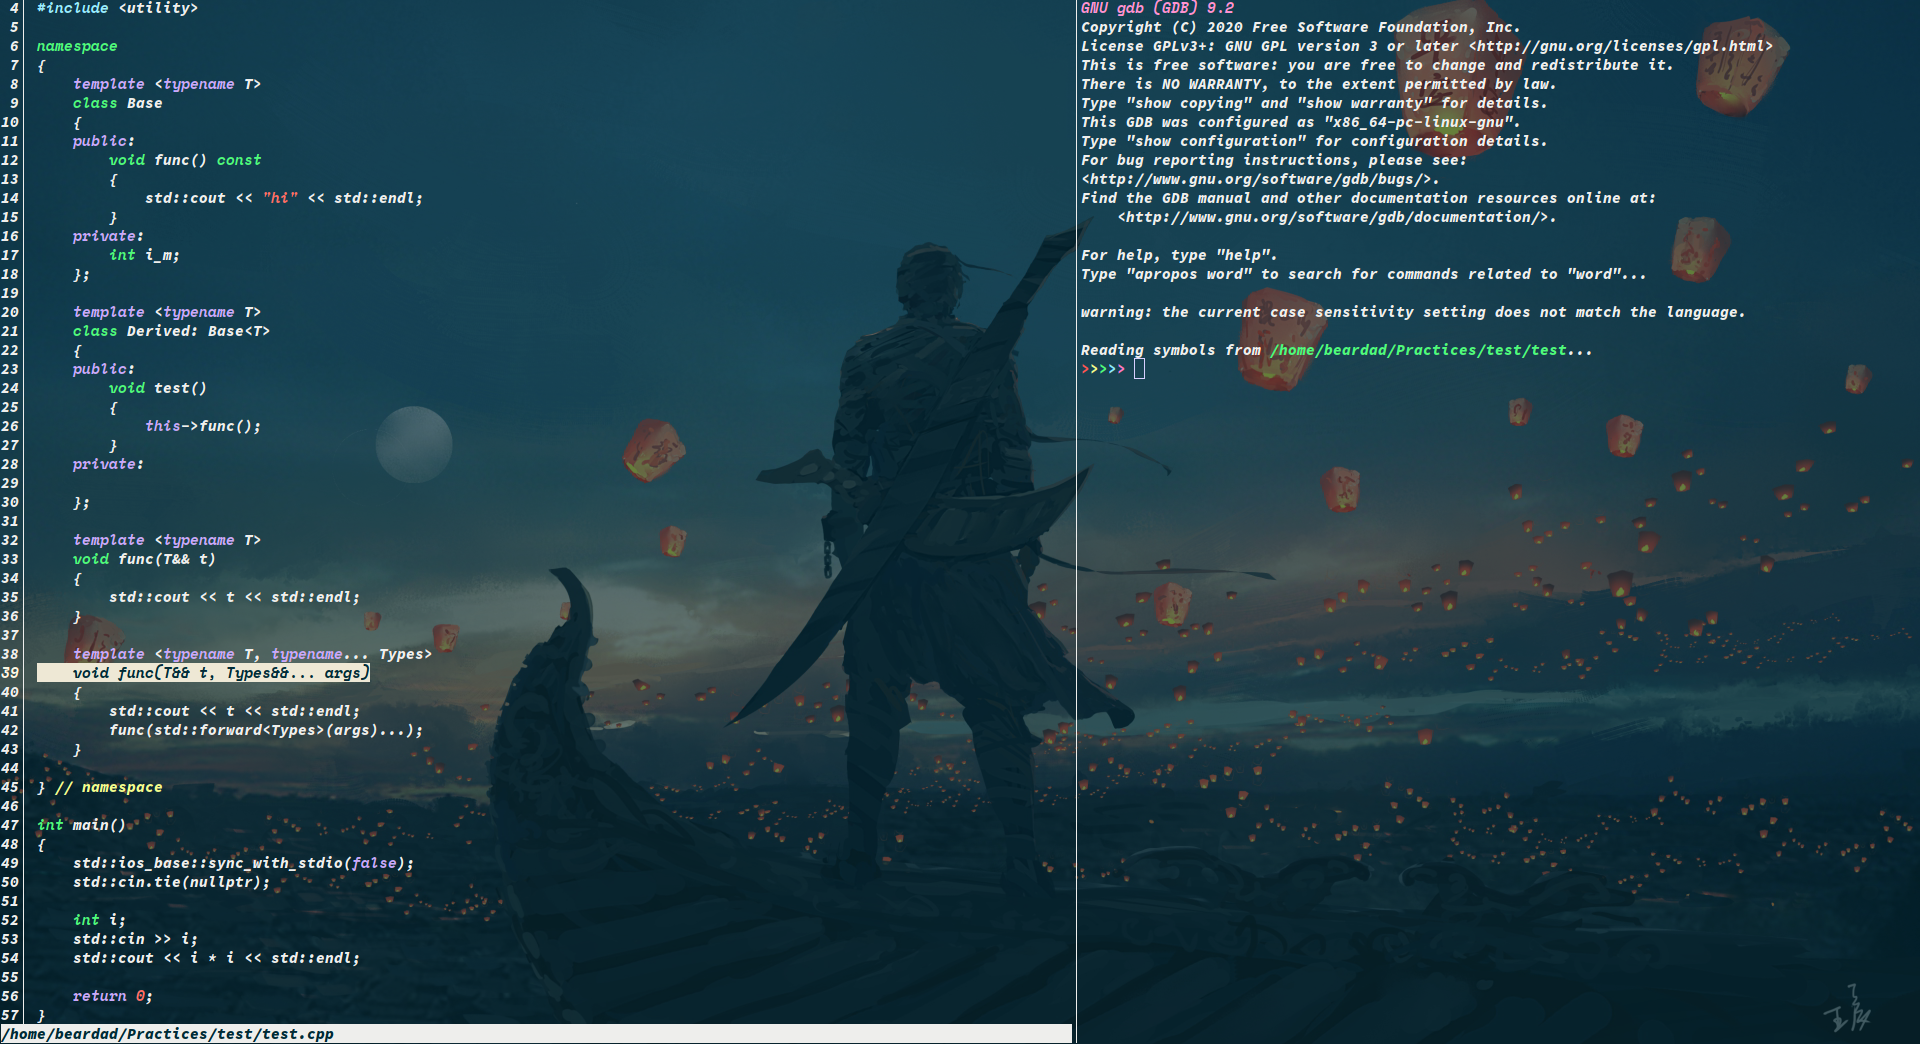 4 #include <utility>
5
6 namespace
7 {
8 template <typename T>
9 class Base
10 {
11 public:
12 void func() const
13 {
14 std::cout << "hi" << std::endl;
15 }
16 private:
17 int i_m;
18 };
19
20 template <typename T>
21 class Derived: Base<T>
22 {
23 public:
24 void test()
25 {
26 this->func();
27 }
28 private:
29
30 };
31
32 template <typename T>
33 void func(T&& t)
34 {
35 std::cout << t << std::endl;
36 }
37
38 template <typename T, typename... Types>
39 void func(T&& t, Types&&... args)
40 {
41 std::cout << t << std::endl;
42 func(std::forward<Types>(args)...);
43 }
44
45 } // namespace
46
47 int main()
48 {
49 std::ios_base::sync_with_stdio(false);
50 std::cin.tie(nullptr);
51
52 int i;
53 std::cin >> i;
54 std::cout << i * i << std::endl;
55
56 return 0;
57 }
/home/beardad/Practices/test/test.cpp
GNU gdb (GDB) 9.2
Copyright (C) 2020 Free Software Foundation, Inc.
License GPLv3+: GNU GPL version 3 or later <http://gnu.org/licenses/gpl.html>
This is free software: you are free to change and redistribute it.
There is NO WARRANTY, to the extent permitted by law.
Type "show copying" and "show warranty" for details.
This GDB was configured as "x86_64-pc-linux-gnu".
Type "show configuration" for configuration details.
For bug reporting instructions, please see:
<http://www.gnu.org/software/gdb/bugs/>.
Find the GDB manual and other documentation resources online at:
<http://www.gnu.org/software/gdb/documentation/>.
For help, type "help".
Type "apropos word" to search for commands related to "word"...
warning: the current case sensitivity setting does not match the language.
Reading symbols from /home/beardad/Practices/test/test...
>>>>>